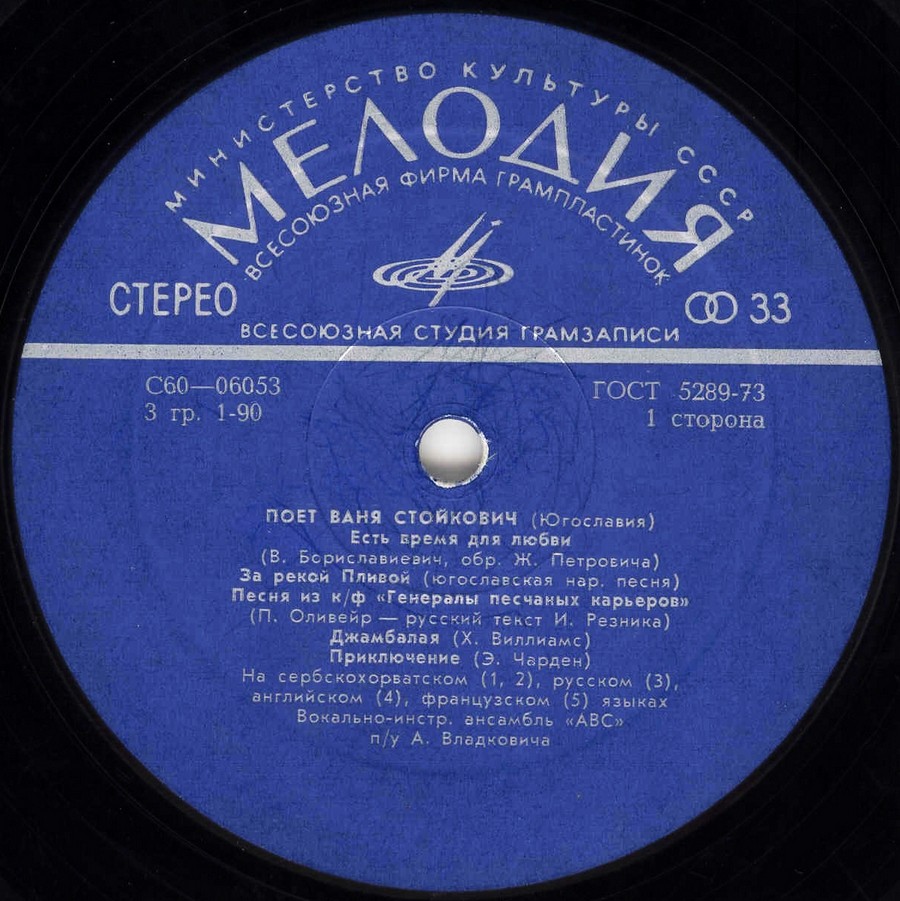 МИНИСТЕРСТВО КУЛЬТУРЫ СССР
МЕЛОДИЯ
ВСЕСОЮЗНАЯ ФИРМА ГРАМПЛАСТИНОК
СТЕРЕО
33
ВСЕСОЮЗНАЯ СТУДИЯ ГРАМЗАПИСИ
С60—06053
ГОСТ 5289-73
3 гр. 1-90
1 сторона
ПОЕТ ВАНЯ СТОЙКОВИЧ (Югославия)
Есть время для любви
(В. Бориславиевич, обр. Ж. Петровича)
За рекой Пливой (югославская нар. песня)
Песня из к/ф «Генералы песчаных карьеров»
(П. Оливейр — русский текст И. Резника)
Джамбалая (Х. Виллиамс)
Приключение (Э. Чарден)
На сербскохорватском (1, 2), русском (3),
английском (4), французском (5) языках
Вокально-инстр. ансамбль «АВС»
п/у А. Владковича